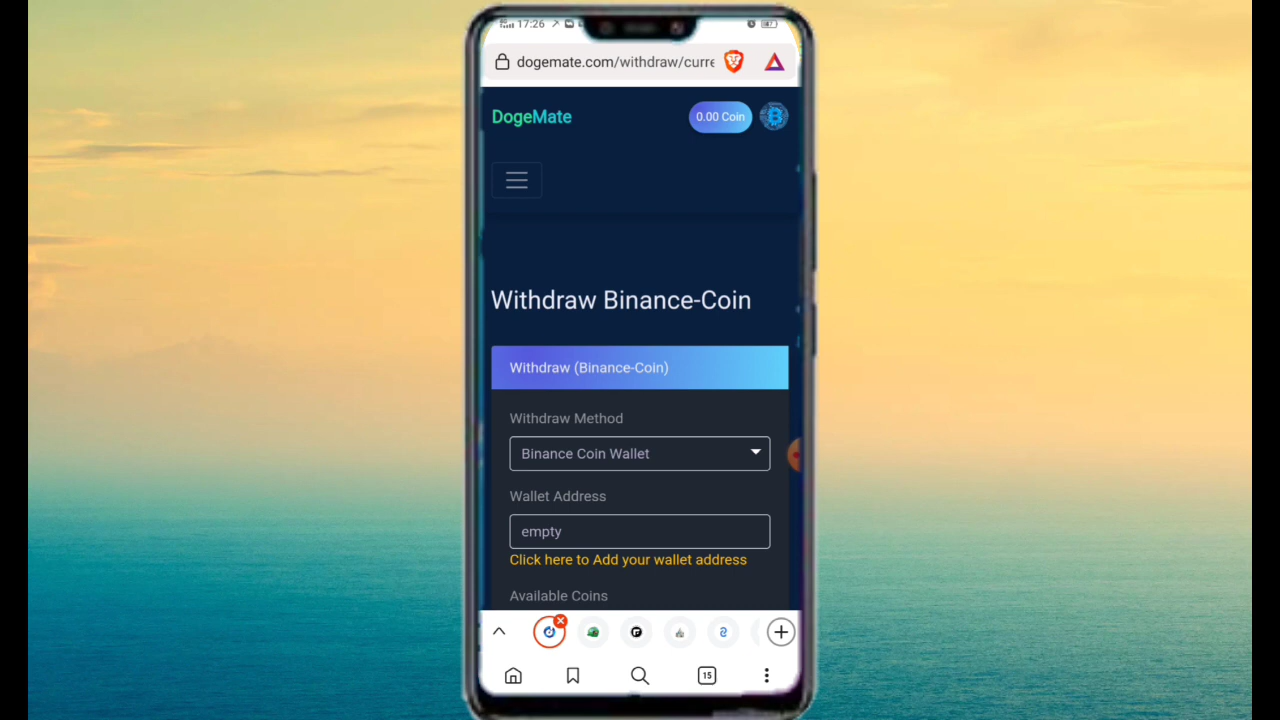 17:26
dogemate.com/withdraw/curre
DogeMate
0.00 Coin
Withdraw Binance-Coin
Withdraw (Binance-Coin)
Withdraw Method
Binance Coin Wallet
Wallet Address
empty
Click here to Add your wallet address
Available Coins
15